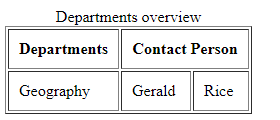 Departments overview
Departments Contact Person
Geography Gerald Rice